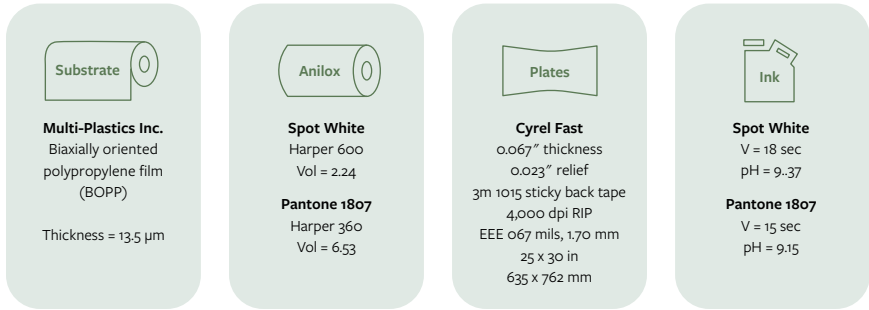 Substrate
Multi-Plastics Inc.
Biaxially oriented
polypropylene film
(BOPP)
Thickness = 13.5 µm
Anilox
Spot White
Harper 600
Vol = 2.24
Pantone 1807
Harper 360
Vol = 6.53
Plates
Cyrel Fast
0.067″ thickness
0.023″ relief
3m 1015 sticky back tape
4,000 dpi RIP
EEE 067 mils, 1.70 mm
25 x 30 in
635 x 762 mm
Ink
Spot White
V = 18 sec
pH = 9..37
Pantone 1807
V = 15 sec
pH = 9.15